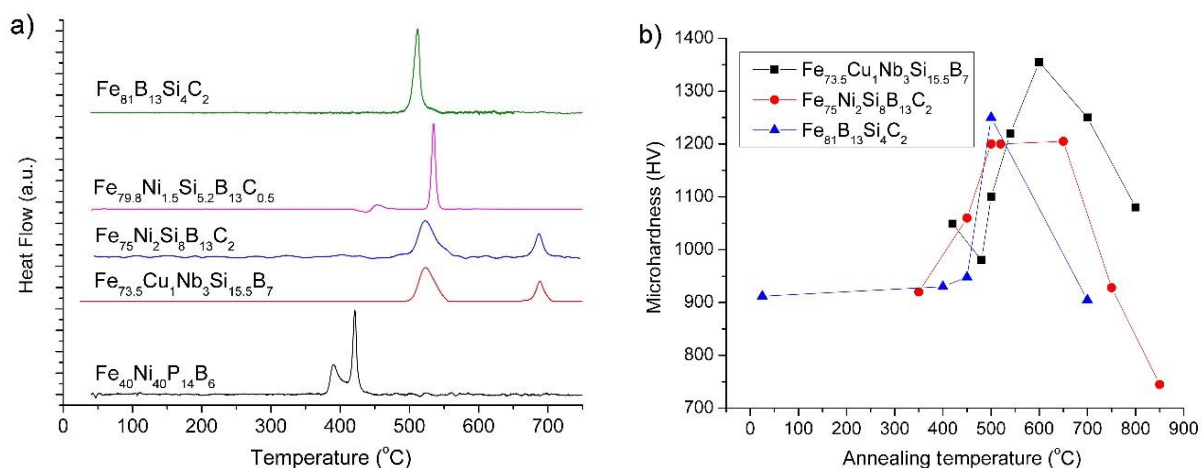 a)
Fe81B13Si4C2
Fe79.8Ni1.5Si5.2B13C0.5
Fe75Ni2Si8B13C2
Fe73.5Cu1Nb3Si15.5B7
Fe40Ni40P14B6
Heat Flow (a.u.)
0 100 200 300 400 500 600 700
Temperature (oC)
b)
Fe73.5Cu1Nb3Si15.5B7
Fe75Ni2Si8B13C2
Fe81B13Si4C2
Microhardness (HV)
1400
1300
1200
1100
1000
900
800
700
0 100 200 300 400 500 600 700 800 900
Annealing temperature (oC)